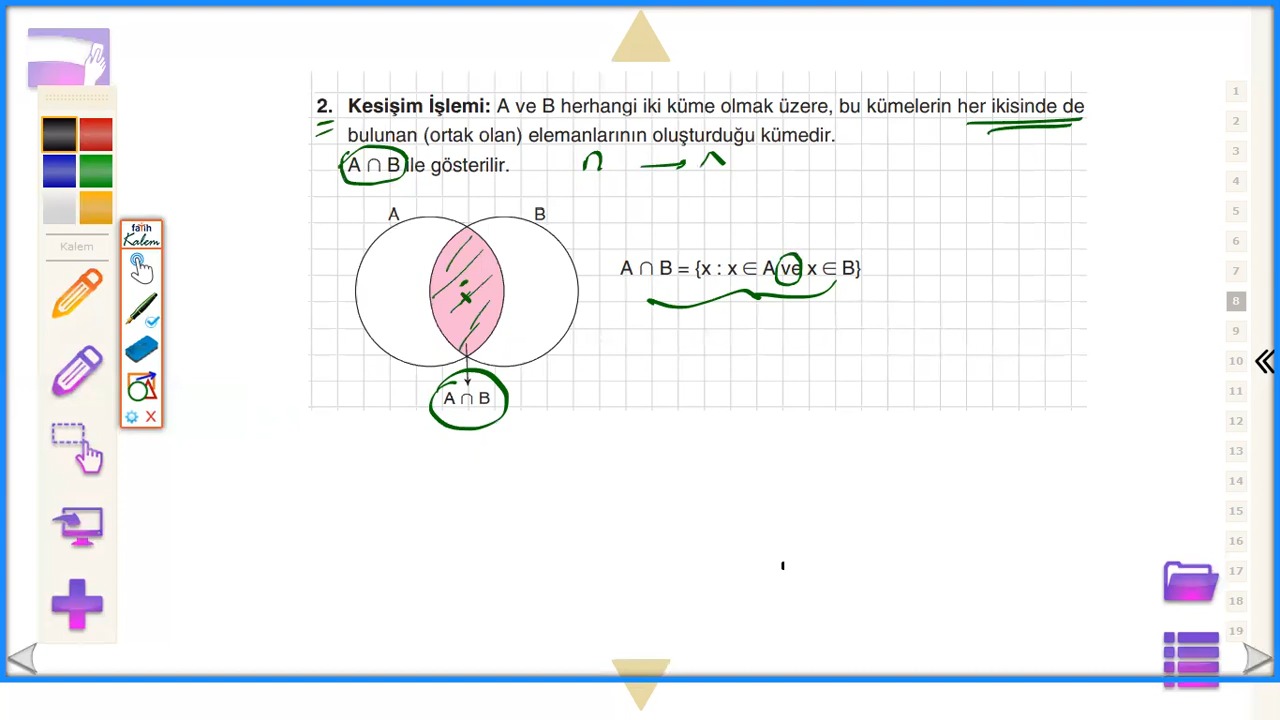 2. Kesişim İşlemi: A ve B herhangi iki küme olmak üzere, bu kümelerin her ikisinde de
bulunan (ortak olan) elemanlarının oluşturduğu kümedir.
A ∩ B ile gösterilir. ∩ → ∧
A B
A ∩ B = {x : x ∈ A ve x ∈ B}
x
A ∩ B
fatih
Kalem
Kalem
1
2
3
4
5
6
7
8
9
10
11
12
13
14
15
16
17
18
19